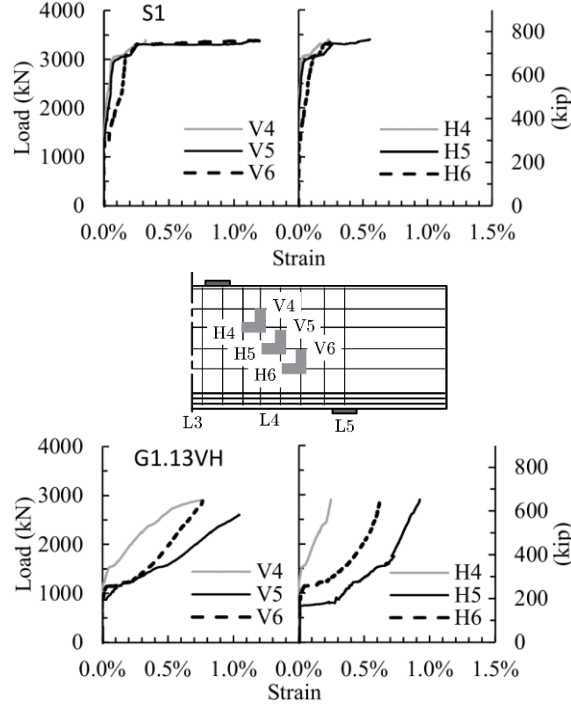 S1
4000
3000
2000
1000
0
Load (kN)
V4
V5
V6
0.0% 0.5% 1.0%
H4
H5
H6
0.0% 0.5% 1.0% 1.5%
800
600
400
200
0
(kip)
Strain
V4
H4
V5
H5
V6
H6
L3
L4
L5
G1.13VH
4000
3000
2000
1000
0
Load (kN)
V4
V5
V6
0.0% 0.5% 1.0%
H4
H5
H6
0.0% 0.5% 1.0% 1.5%
800
600
400
200
0
(kip)
Strain